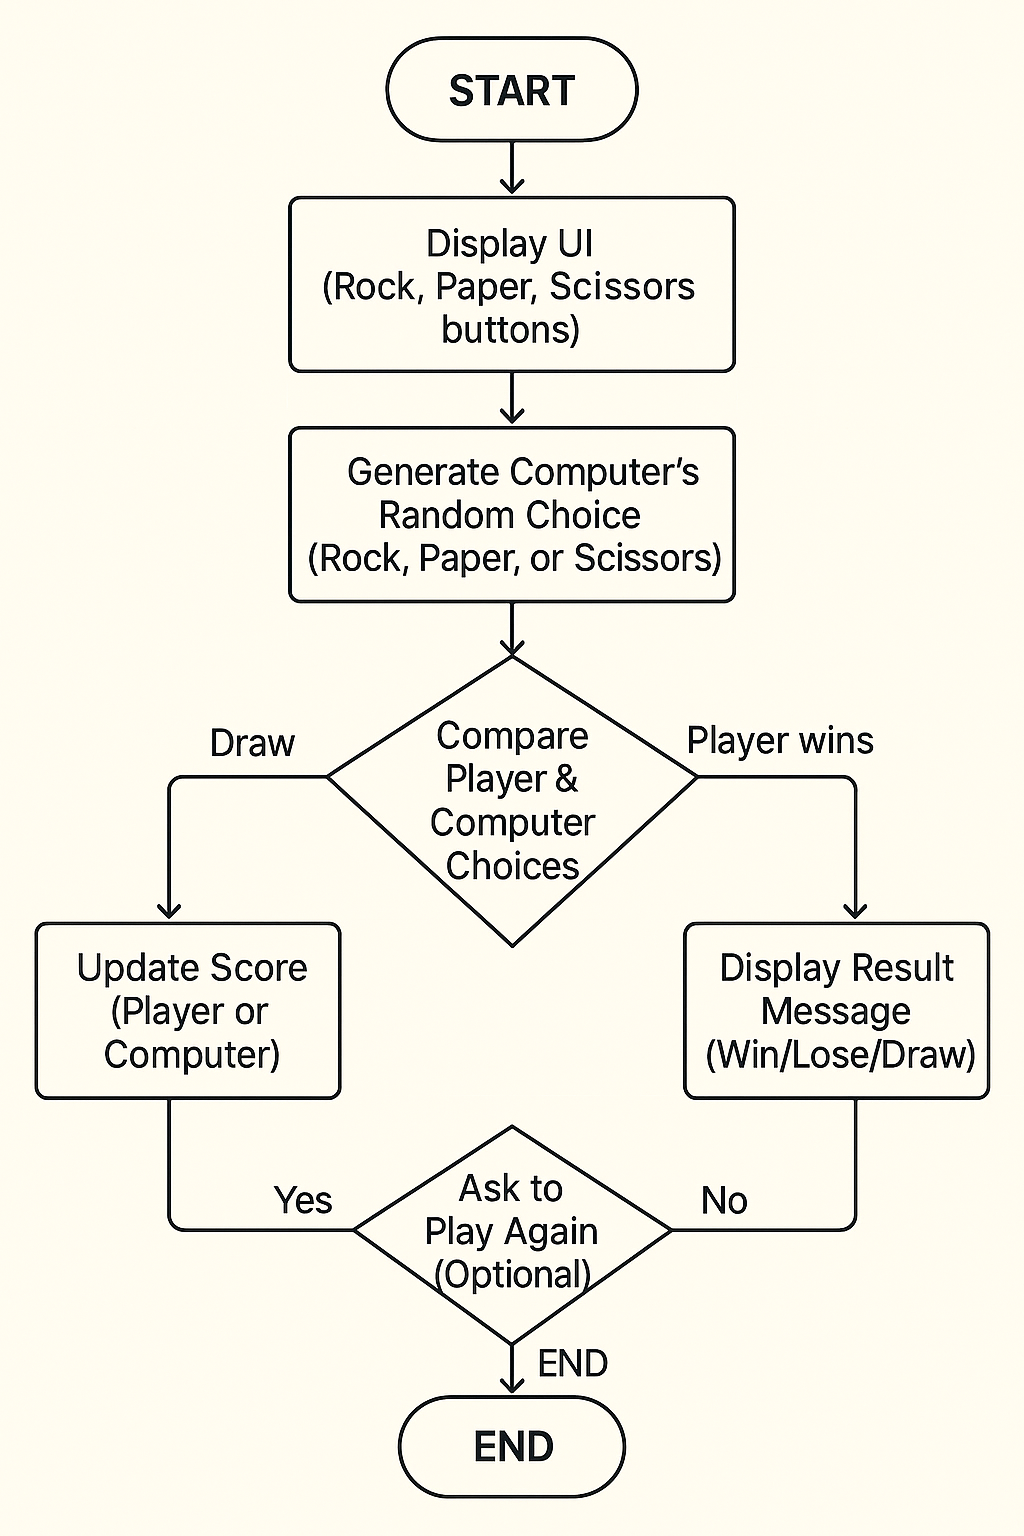 START
Display UI
(Rock, Paper, Scissors
buttons)
Generate Computer's
Random Choice
(Rock, Paper, or Scissors)
Compare
Player &
Computer
Choices
Draw
Player wins
Update Score
(Player or
Computer)
Display Result
Message
(Win/Lose/Draw)
Ask to
Play Again
(Optional)
Yes
No
END
END